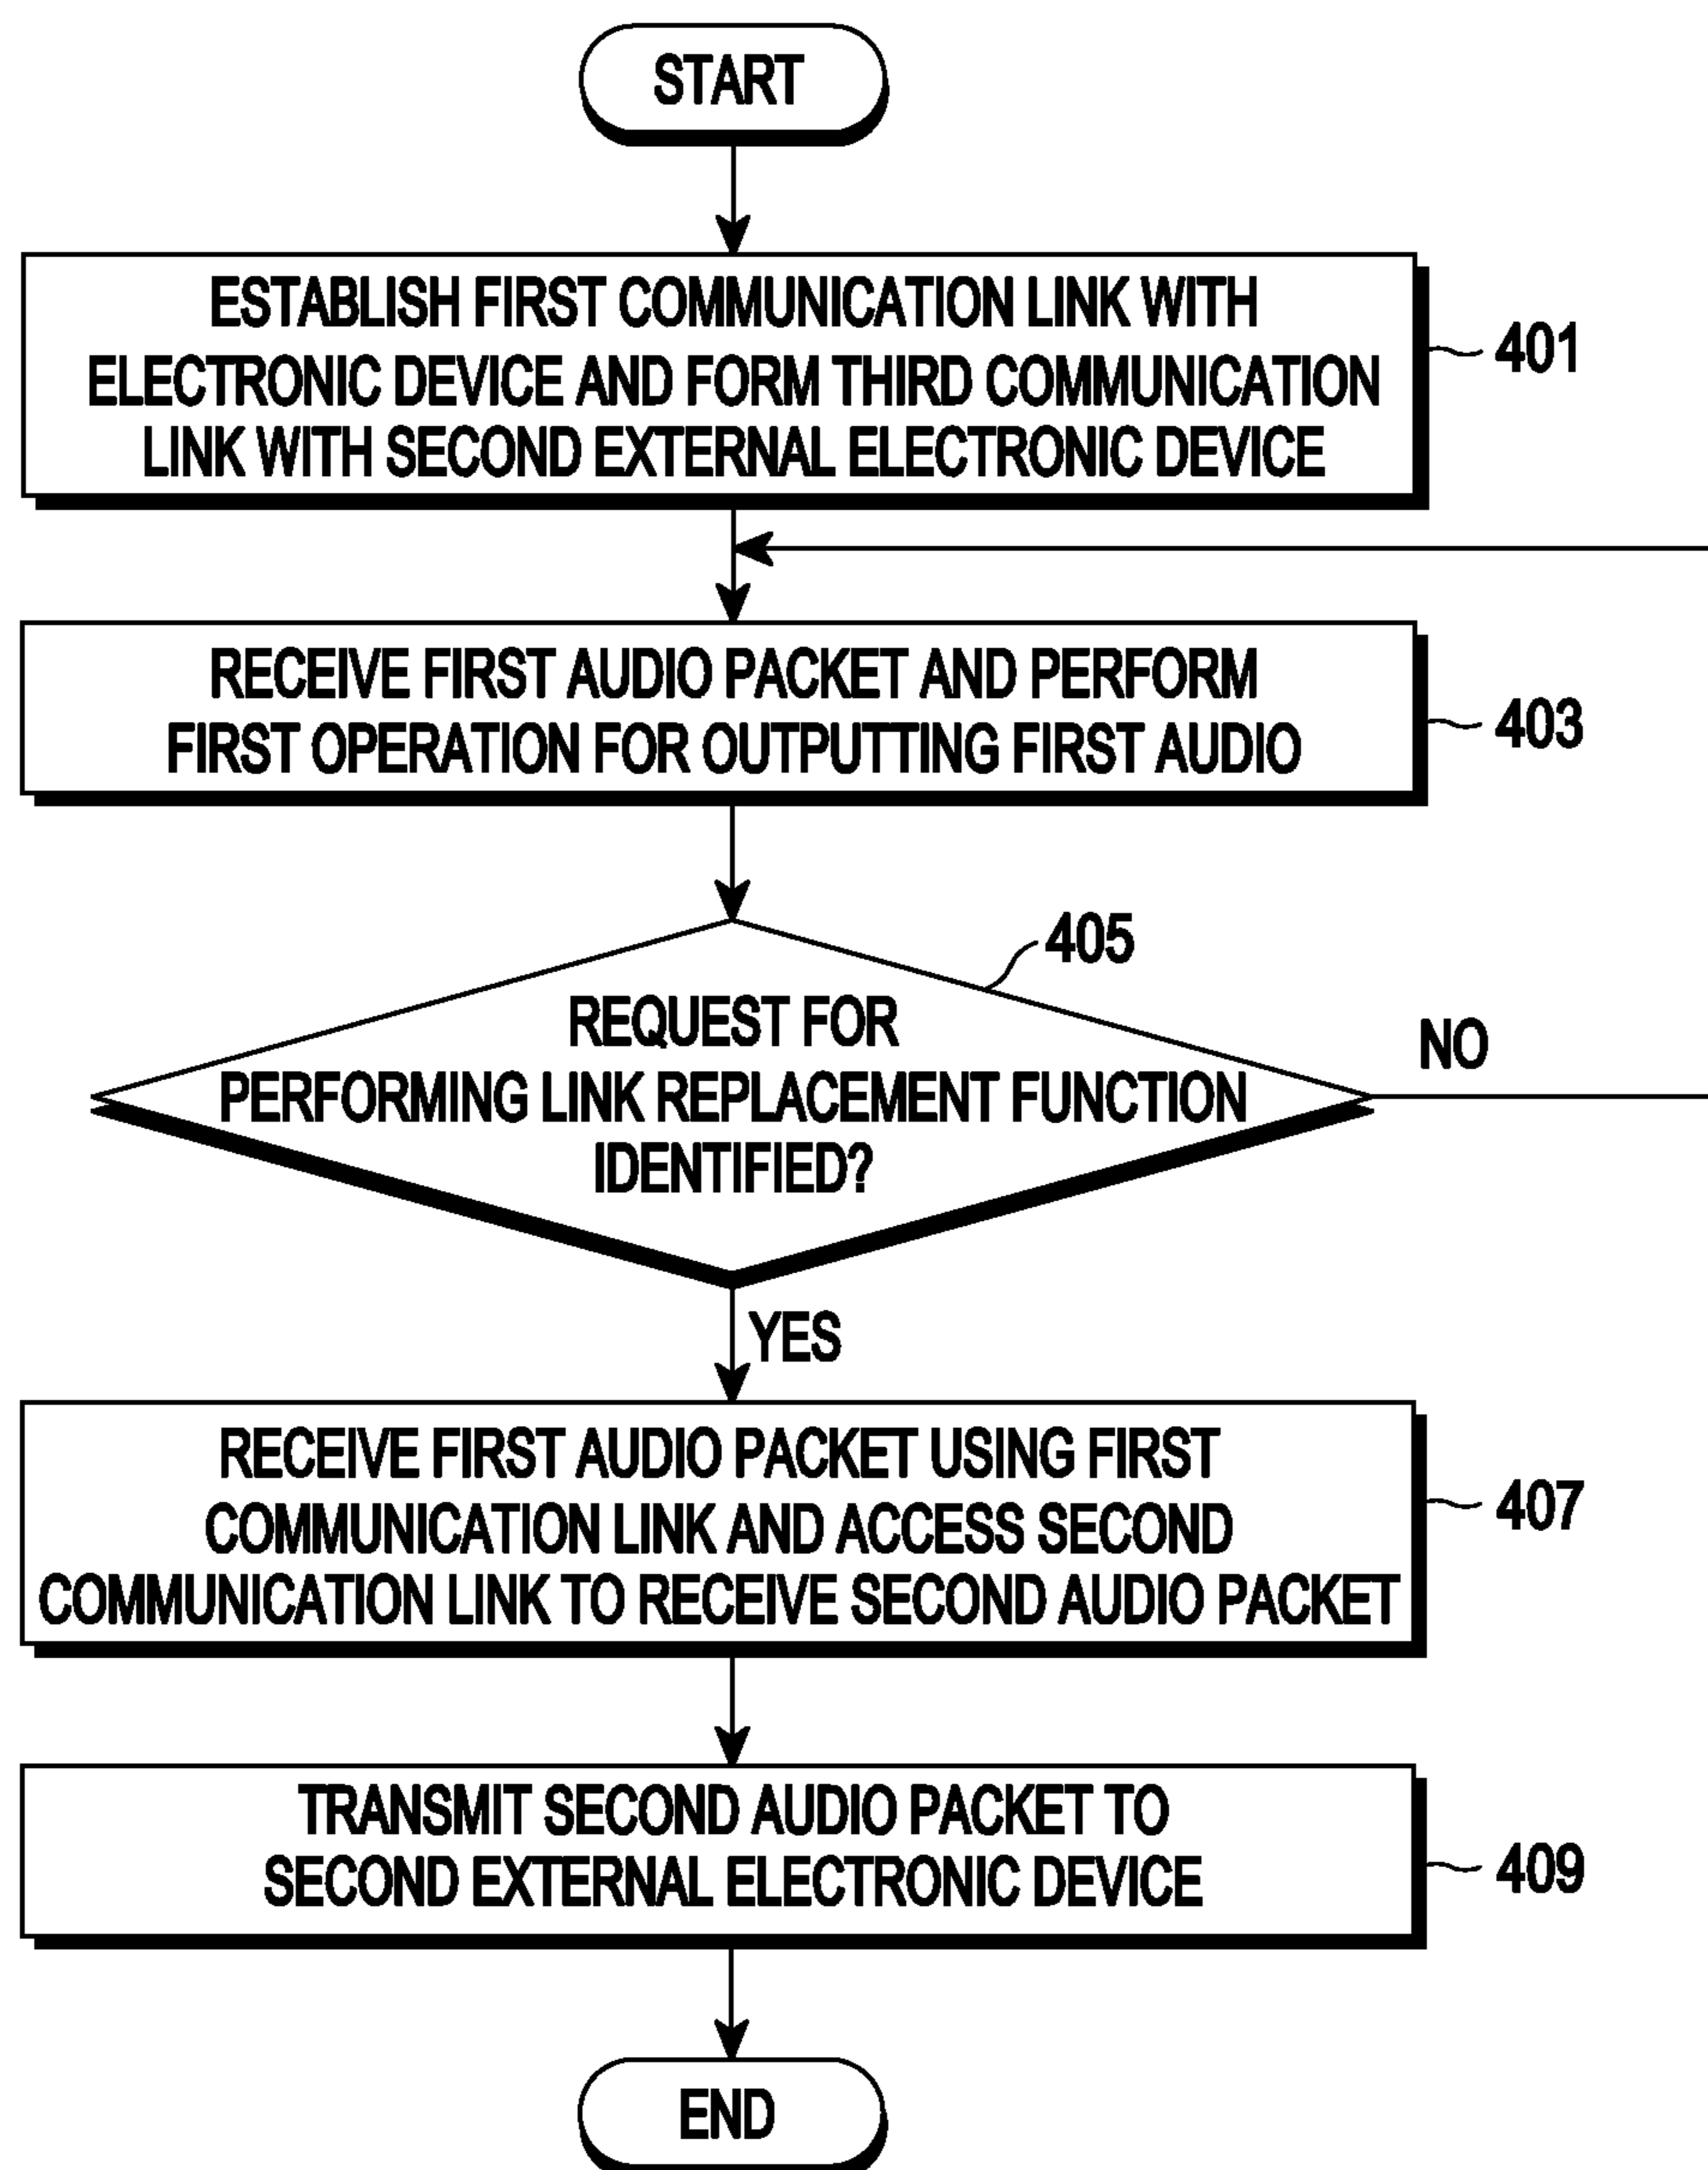 START
ESTABLISH FIRST COMMUNICATION LINK WITH
ELECTRONIC DEVICE AND FORM THIRD COMMUNICATION
LINK WITH SECOND EXTERNAL ELECTRONIC DEVICE
401
RECEIVE FIRST AUDIO PACKET AND PERFORM
FIRST OPERATION FOR OUTPUTTING FIRST AUDIO
403
405
REQUEST FOR
PERFORMING LINK REPLACEMENT FUNCTION
IDENTIFIED?
NO
YES
RECEIVE FIRST AUDIO PACKET USING FIRST
COMMUNICATION LINK AND ACCESS SECOND
COMMUNICATION LINK TO RECEIVE SECOND AUDIO PACKET
407
TRANSMIT SECOND AUDIO PACKET TO
SECOND EXTERNAL ELECTRONIC DEVICE
409
END